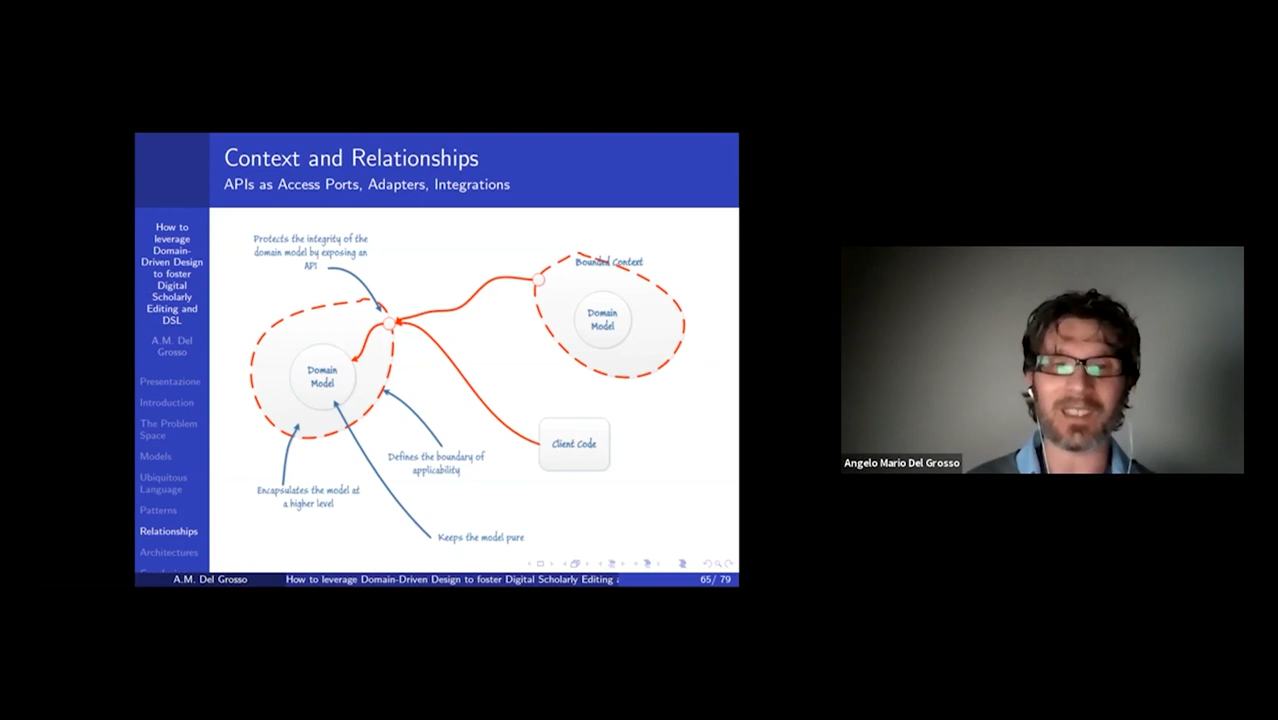 Context and Relationships
APIs as Access Ports, Adapters, Integrations
How to
leverage
Domain-
Driven Design
to foster
Digital
Scholarly
Editing and
DSL
A.M. Del
Grosso
Presentazione
Introduction
The Problem
Space
Models
Ubiquitous
Language
Patterns
Relationships
Architectures
Protects the integrity of the
domain model by exposing an
API
Bounded Context
Domain
Model
Domain
Model
Client Code
Defines the boundary of
applicability
Encapsulates the model at
a higher level
Keeps the model pure
A.M. Del Grosso
How to leverage Domain-Driven Design to foster Digital Scholarly Editing
65/ 79
Angelo Mario Del Grosso